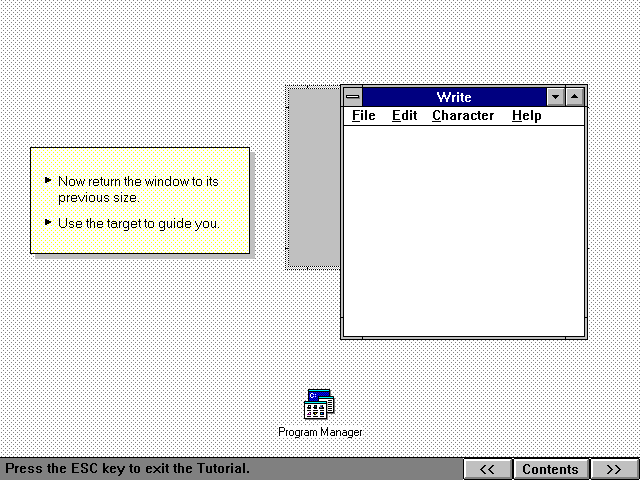 Write
File Edit Character Help
Now return the window to its
previous size.
Use the target to guide you.
Program Manager
Press the ESC key to exit the Tutorial.
<< Contents >>